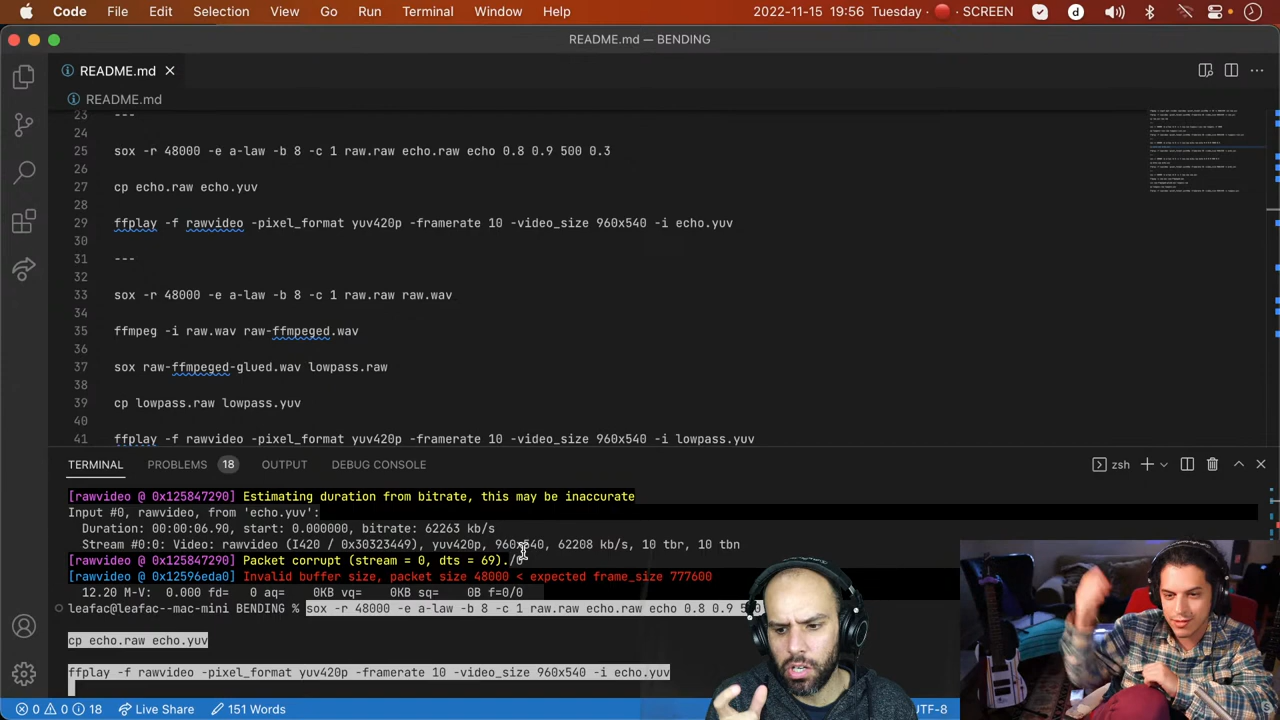 Code File Edit Selection View Go Run Terminal Window Help 2022-11-15 19:56 Tuesday SCREEN
README.md — BENDING
README.md
README.md
23 ---
24
25 sox -r 48000 -e a-law -b 8 -c 1 raw.raw echo.raw echo 0.8 0.9 500 0.3
26
27 cp echo.raw echo.yuv
28
29 ffplay -f rawvideo -pixel_format yuv420p -framerate 10 -video_size 960x540 -i echo.yuv
30
31 ---
32
33 sox -r 48000 -e a-law -b 8 -c 1 raw.raw raw.wav
34
35 ffmpeg -i raw.wav raw-ffmpeged.wav
36
37 sox raw-ffmpeged-glued.wav lowpass.raw
38
39 cp lowpass.raw lowpass.yuv
40
41 ffplay -f rawvideo -pixel_format yuv420p -framerate 10 -video_size 960x540 -i lowpass.yuv
TERMINAL PROBLEMS 18 OUTPUT DEBUG CONSOLE zsh
[rawvideo @ 0x125847290] Estimating duration from bitrate, this may be inaccurate
Input #0, rawvideo, from 'echo.yuv':
Duration: 00:00:06.90, start: 0.000000, bitrate: 62263 kb/s
Stream #0:0: Video: rawvideo (I420 / 0x30323449), yuv420p, 960x540, 62208 kb/s, 10 tbr, 10 tbn
[rawvideo @ 0x125847290] Packet corrupt (stream = 0, dts = 69)./0
[rawvideo @ 0x12596eda0] Invalid buffer size, packet size 48000 < expected frame_size 777600
12.20 M-V: 0.000 fd= 0 aq= 0KB vq= 0KB sq= 0B f=0/0
leafac@leafac--mac-mini BENDING % sox -r 48000 -e a-law -b 8 -c 1 raw.raw echo.raw echo 0.8 0.9
cp echo.raw echo.yuv
ffplay -f rawvideo -pixel_format yuv420p -framerate 10 -video_size 960x540 -i echo.yuv
0 0 18 Live Share 151 Words UTF-8